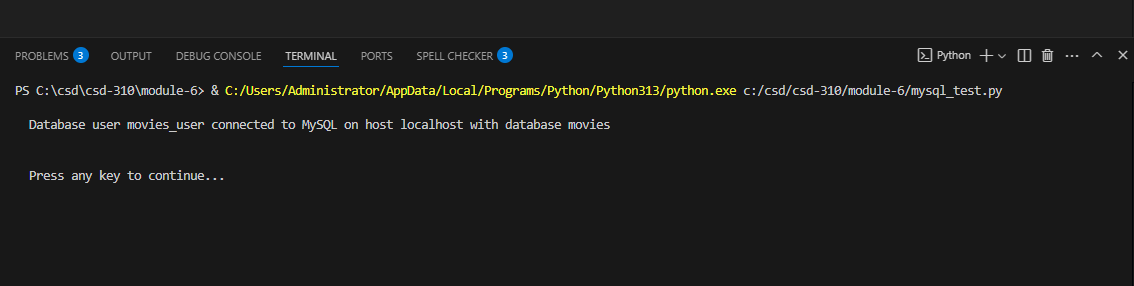 PROBLEMS 3 OUTPUT DEBUG CONSOLE TERMINAL PORTS SPELL CHECKER 3 Python
PS C:\csd\csd-310\module-6> & C:/Users/Administrator/AppData/Local/Programs/Python/Python313/python.exe c:/csd/csd-310/module-6/mysql_test.py
Database user movies_user connected to MySQL on host localhost with database movies
Press any key to continue...